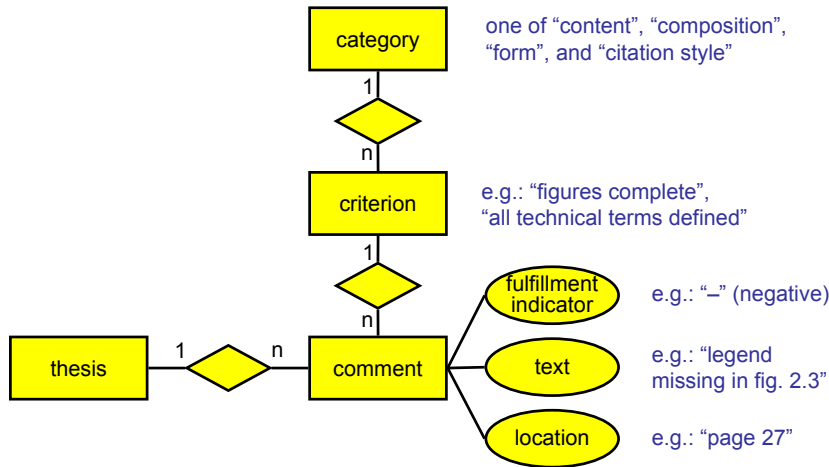 category
one of “content”, “composition”,
“form”, and “citation style”
1
n
criterion
e.g.: “figures complete”,
“all technical terms defined”
1
n
fulfillment
indicator
e.g.: “–” (negative)
thesis
1
n
comment
text
e.g.: “legend
missing in fig. 2.3”
location
e.g.: “page 27”